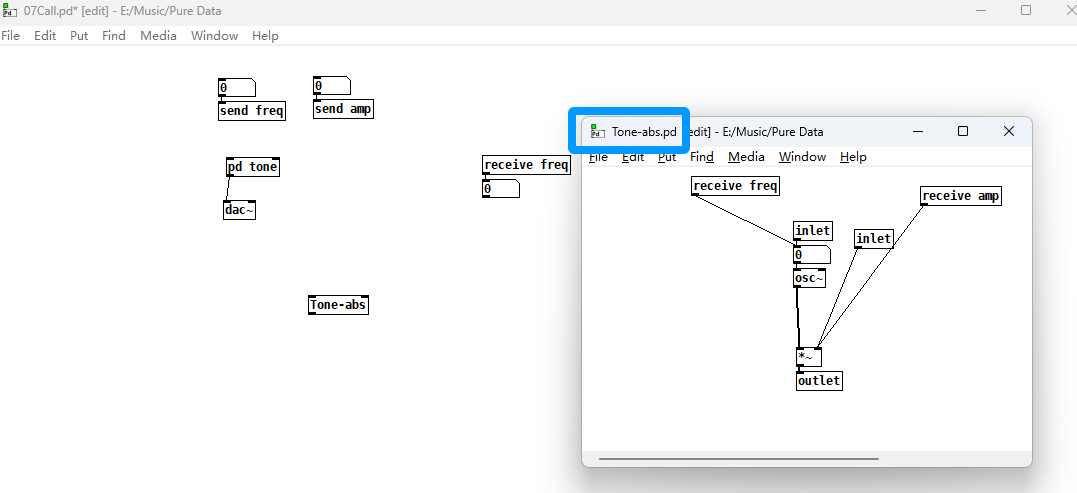 07Call.pd* [edit] - E:/Music/Pure Data
File Edit Put Find Media Window Help
0
send freq
0
send amp
pd tone
dac~
receive freq
0
Tone-abs
Tone-abs.pd edit] - E:/Music/Pure Data
File Edit Put Find Media Window Help
receive freq
receive amp
inlet
inlet
0
osc~
*~
outlet